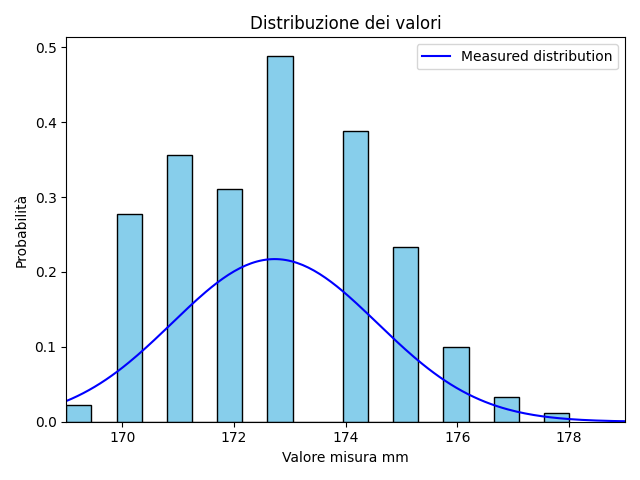 Distribuzione dei valori
Measured distribution
0.5
0.4
0.3
0.2
0.1
0.0
Probabilità
170 172 174 176 178
Valore misura mm